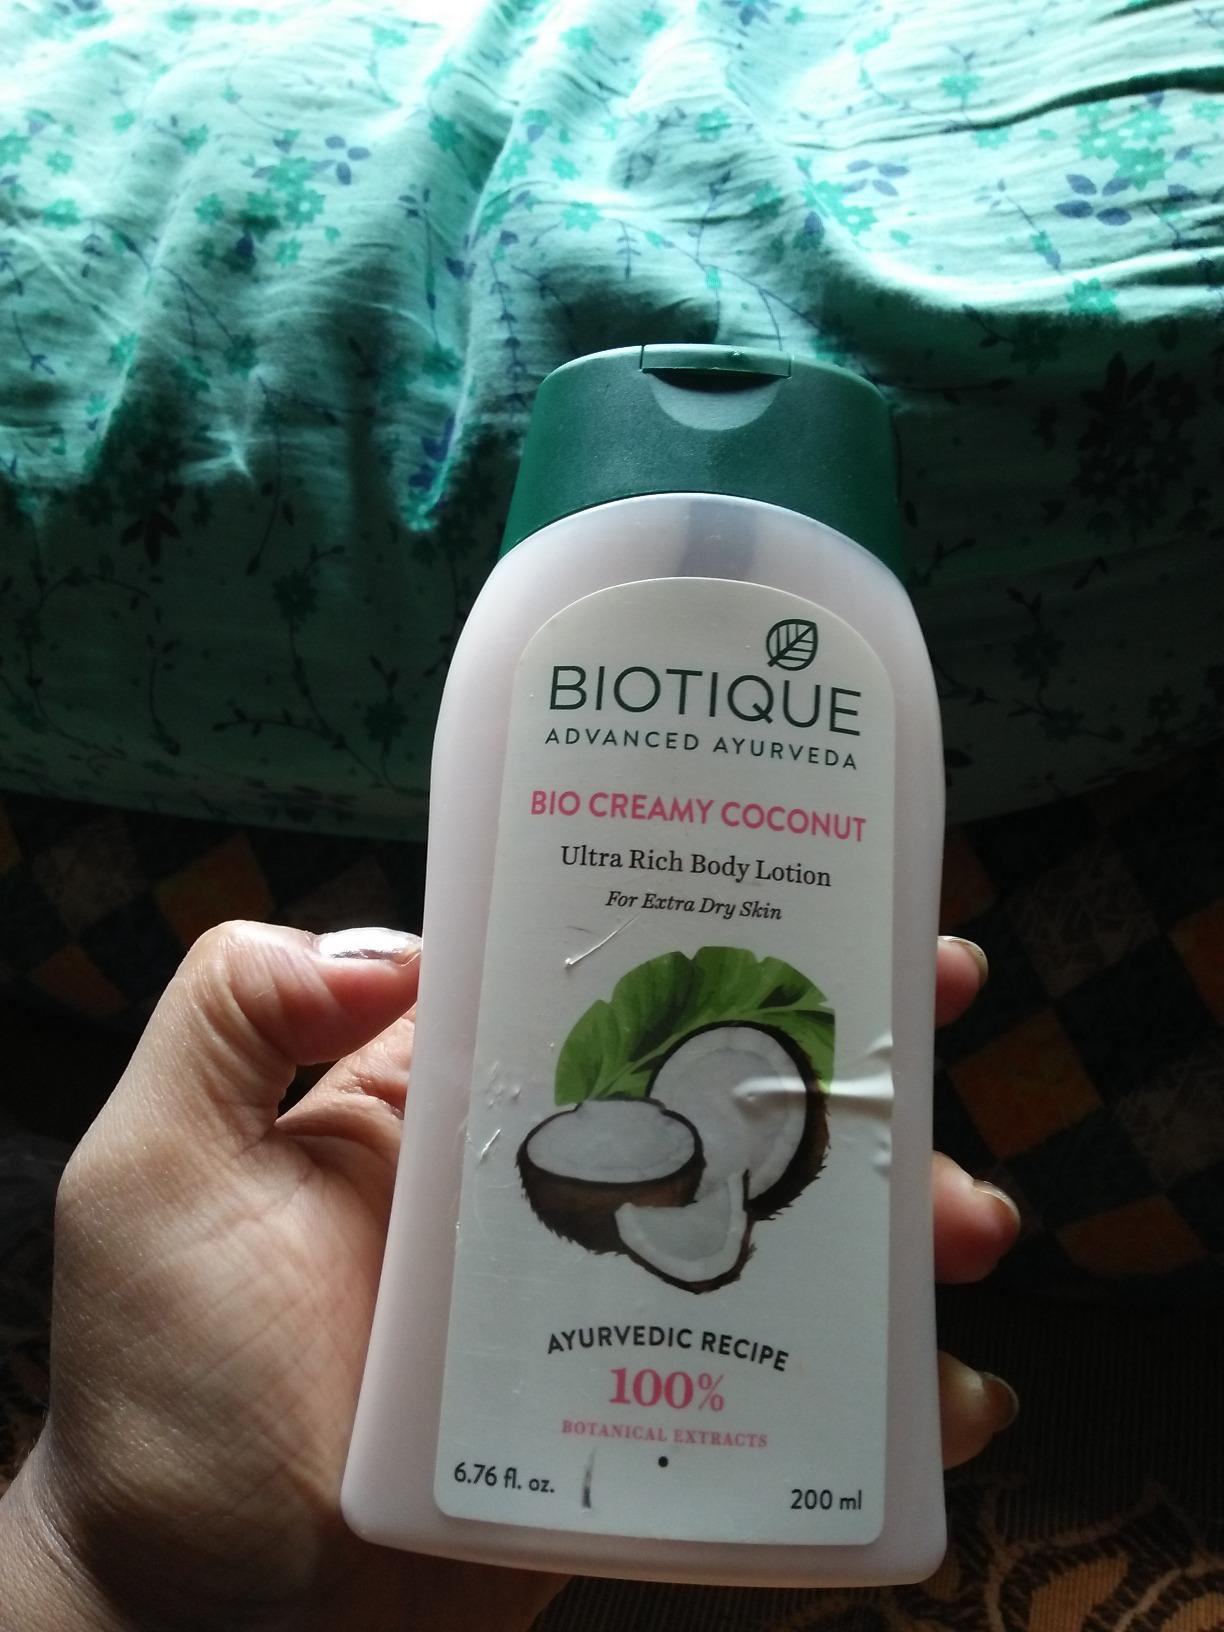 BIOTIQUE
ADVANCED AYURVEDA
BIO CREAMY COCONUT
Ultra Rich Body Lotion
For Extra Dry Skin
AYURVEDIC RECIPE
100%
BOTANICAL EXTRACTS
6.76 fl. oz. 200 ml